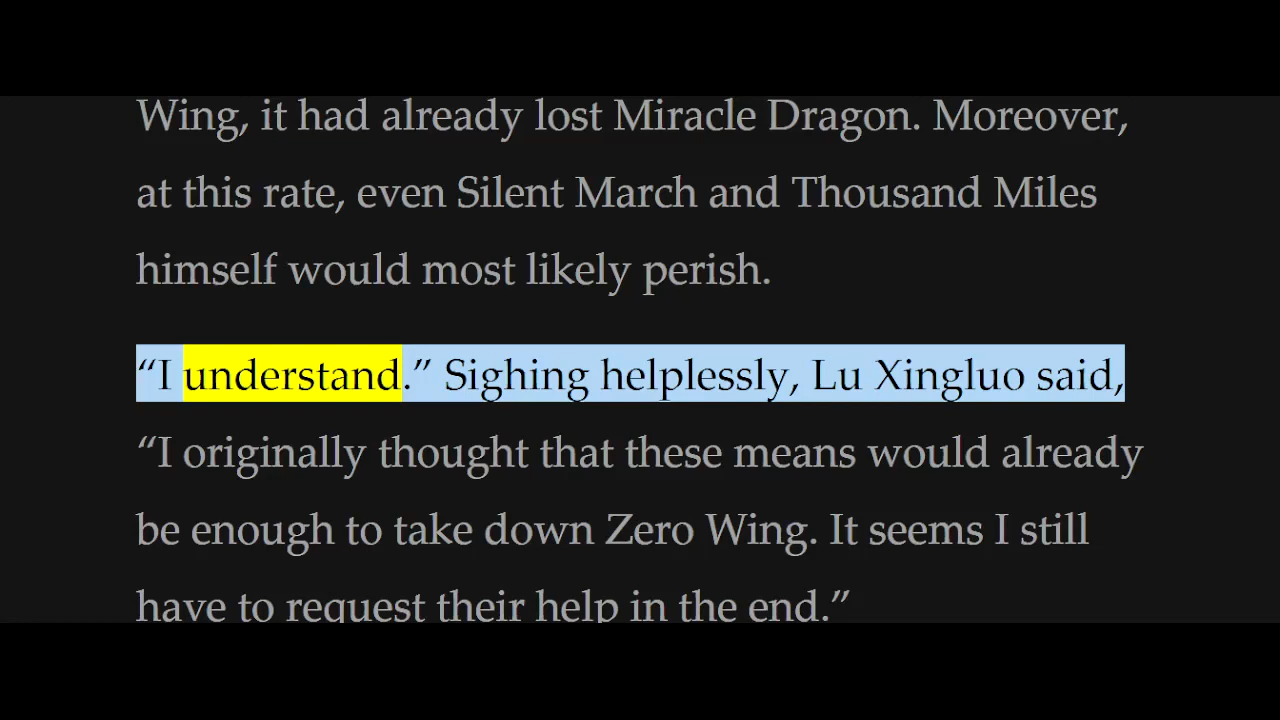 Wing, it had already lost Miracle Dragon. Moreover,
at this rate, even Silent March and Thousand Miles
himself would most likely perish.
“I understand.” Sighing helplessly, Lu Xingluo said,
“I originally thought that these means would already
be enough to take down Zero Wing. It seems I still
have to request their help in the end.”